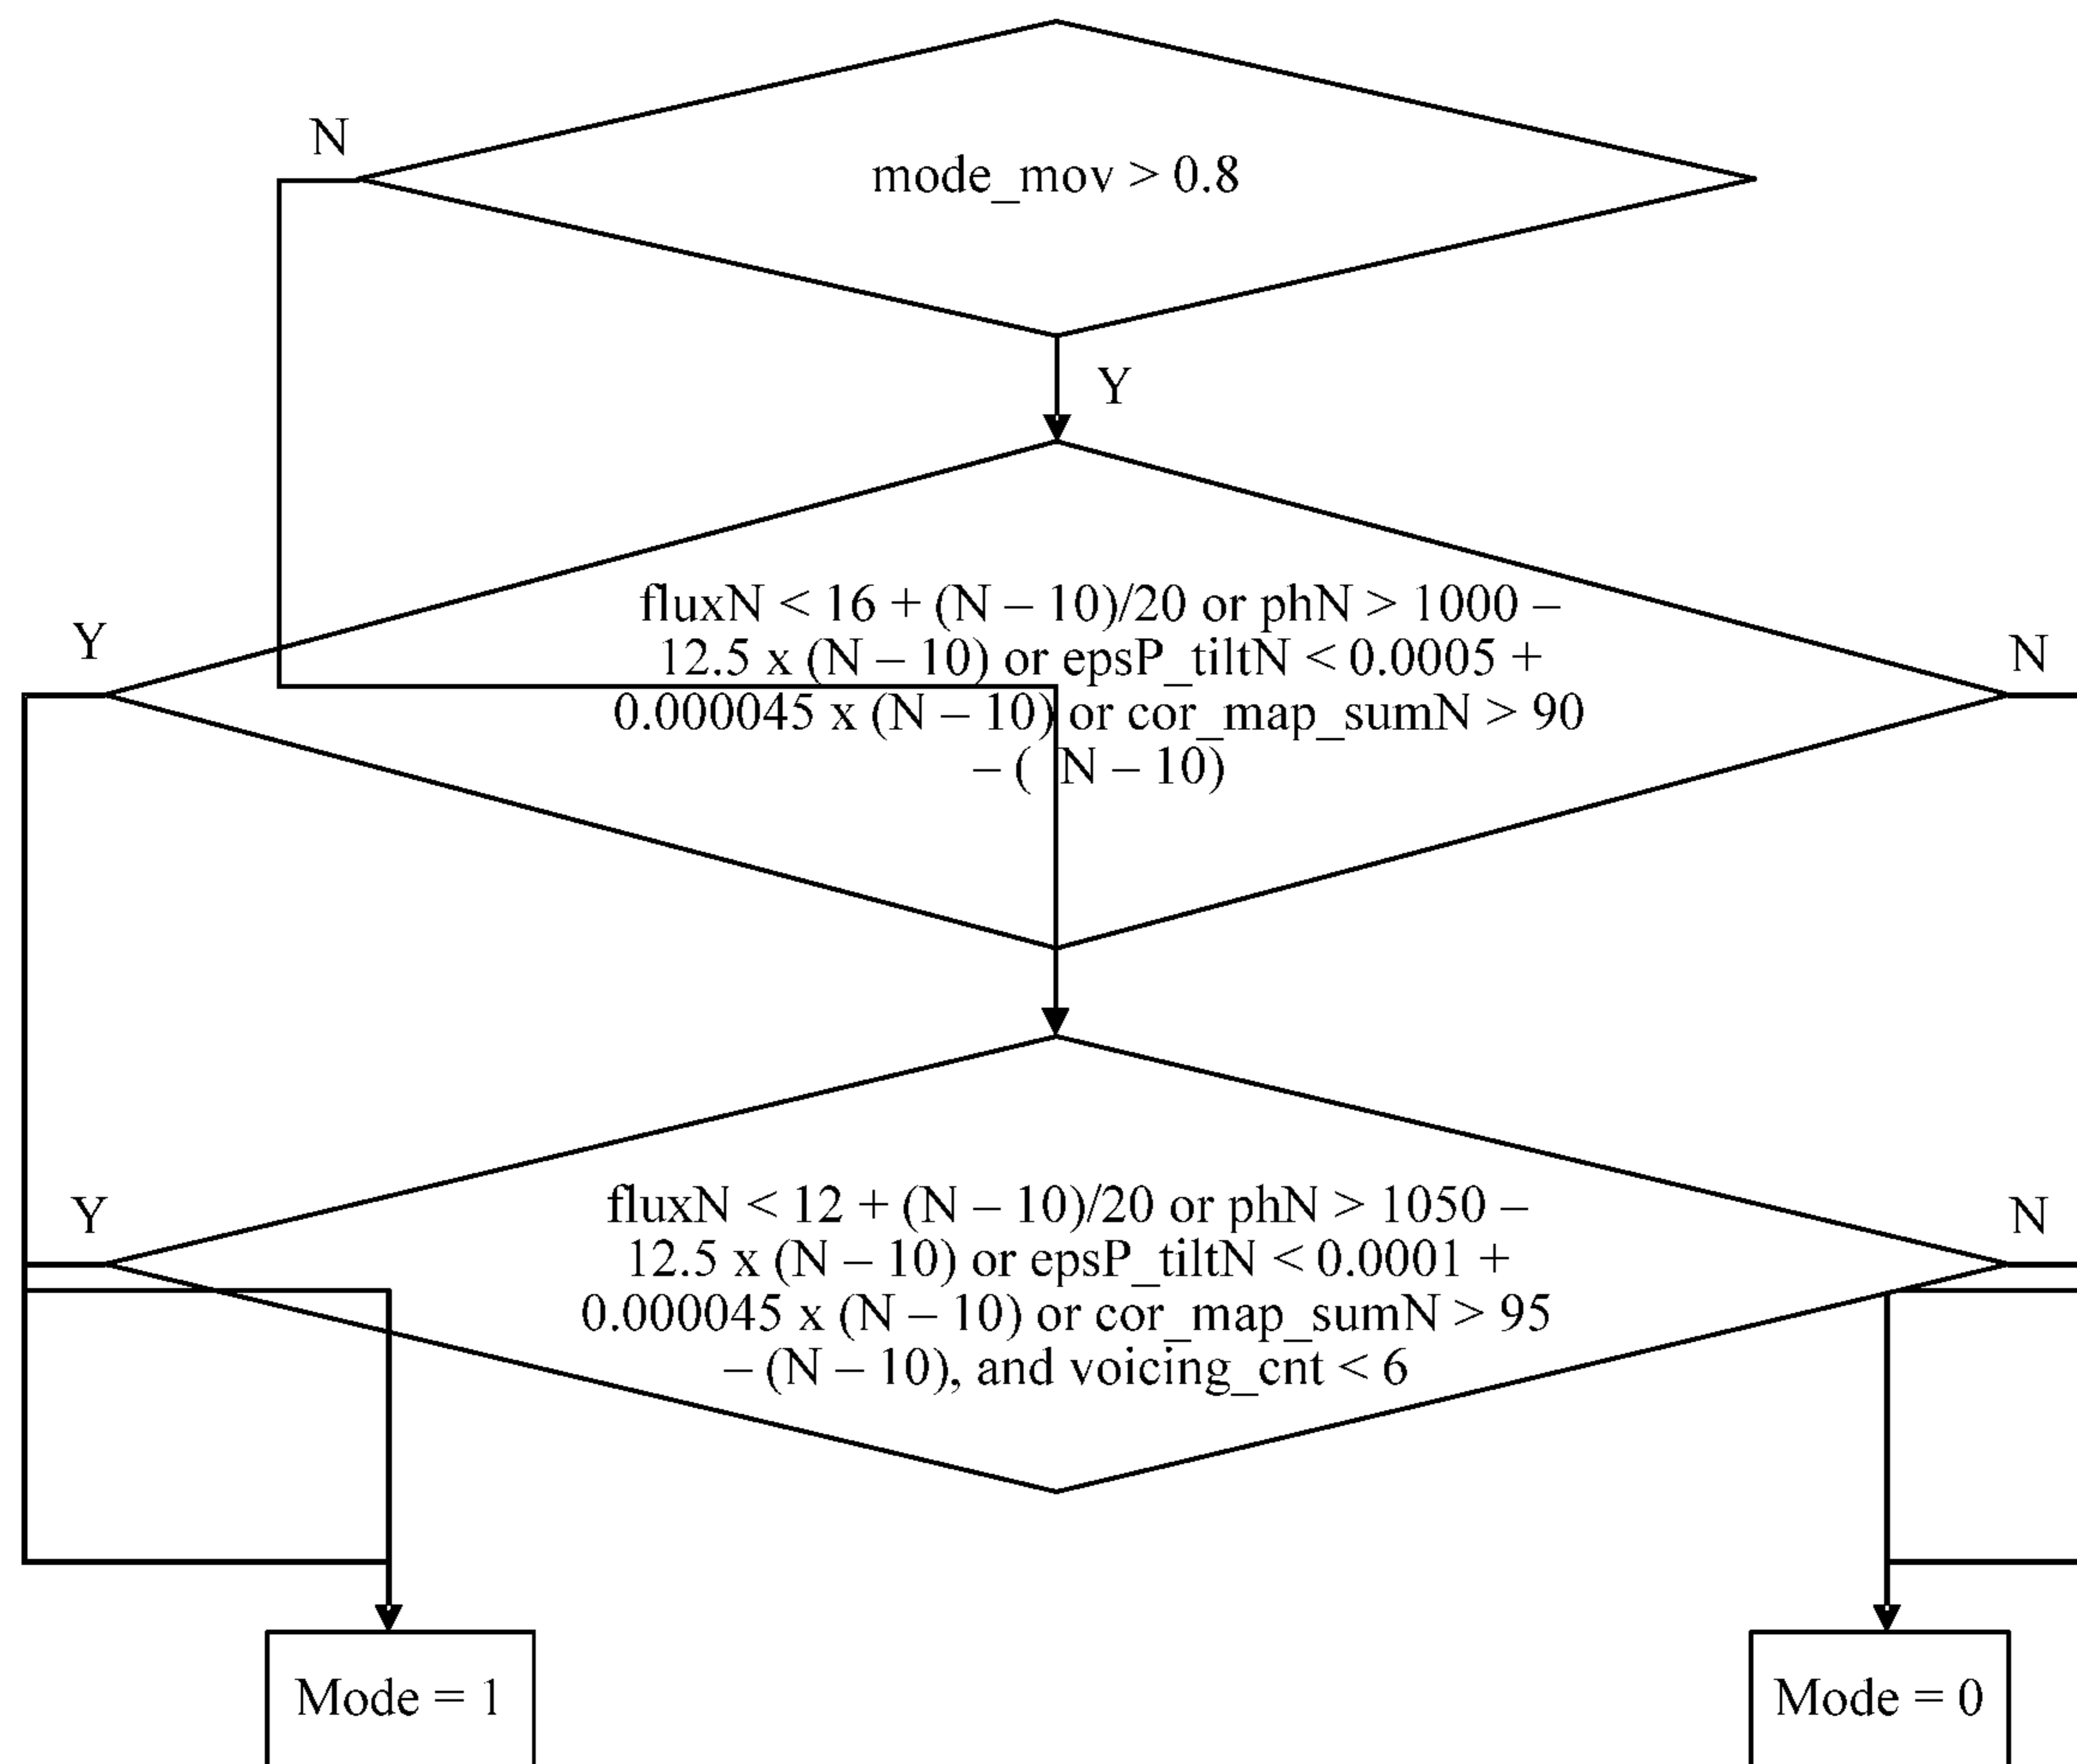 N
mode_mov > 0.8
Y
fluxN < 16 + (N – 10)/20 or phN > 1000 –
Y
12.5 x (N – 10) or epsP_tiltN < 0.0005 +
N
0.000045 x (N – 10) or cor_map_sumN > 90
– ( N – 10)
Y
fluxN < 12 + (N – 10)/20 or phN > 1050 –
N
12.5 x (N – 10) or epsP_tiltN < 0.0001 +
0.000045 x (N – 10) or cor_map_sumN > 95
– (N – 10), and voicing_cnt < 6
Mode = 1
Mode = 0